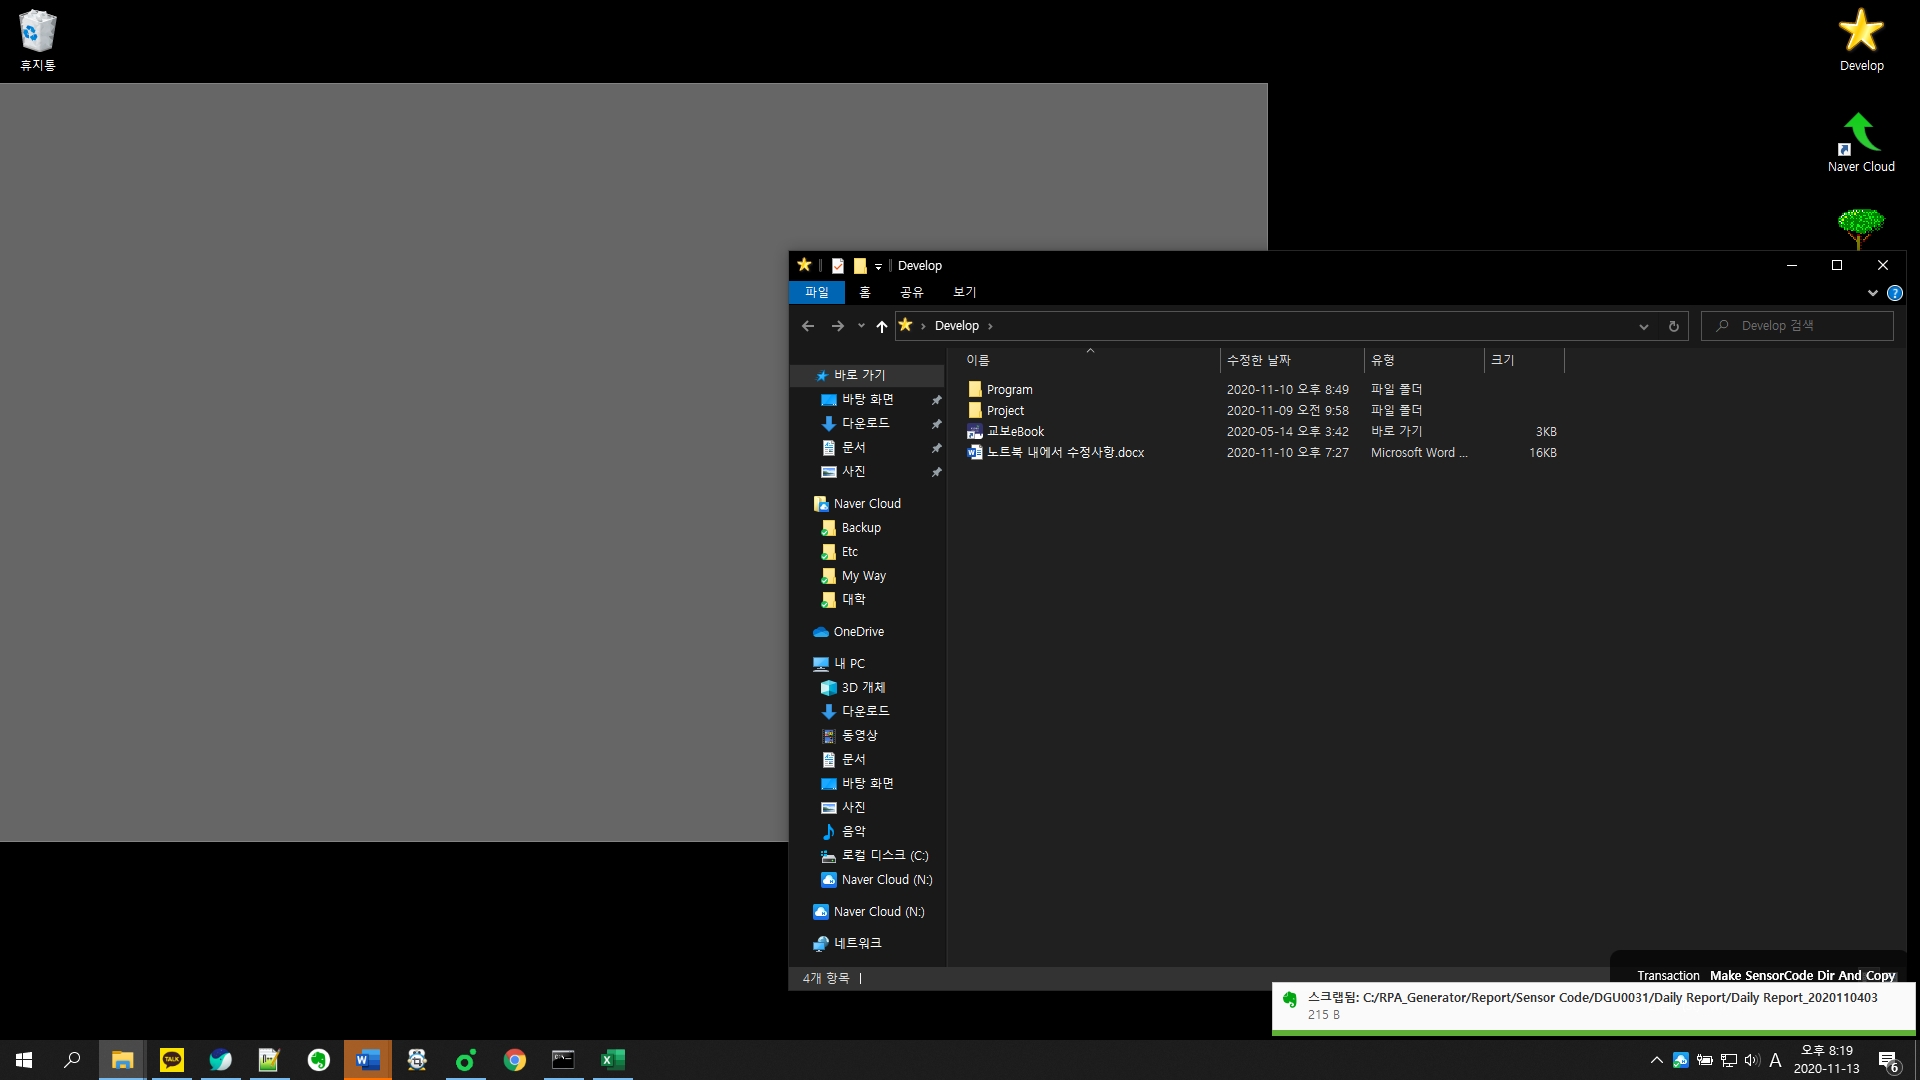 휴지통
Develop
Naver Cloud
Develop
파일 홈 공유 보기
Develop
Develop 검색
이름 수정한 날짜 유형 크기
Program 2020-11-10 오후 8:49 파일 폴더
Project 2020-11-09 오전 9:58 파일 폴더
교보eBook 2020-05-14 오후 3:42 바로 가기 3KB
노트북 내에서 수정사항.docx 2020-11-10 오후 7:27 Microsoft Word ... 16KB
바로 가기
바탕 화면
다운로드
문서
사진
Naver Cloud
Backup
Etc
My Way
대학
OneDrive
내 PC
3D 개체
다운로드
동영상
문서
바탕 화면
사진
음악
로컬 디스크 (C:)
Naver Cloud (N:)
Naver Cloud (N:)
네트워크
4개 항목
Transaction Make SensorCode Dir And Copy
스크랩됨: C:/RPA_Generator/Report/Sensor Code/DGU0031/Daily Report/Daily Report_2020110403
215 B
TALK
A
오후 8:19
2020-11-13
6